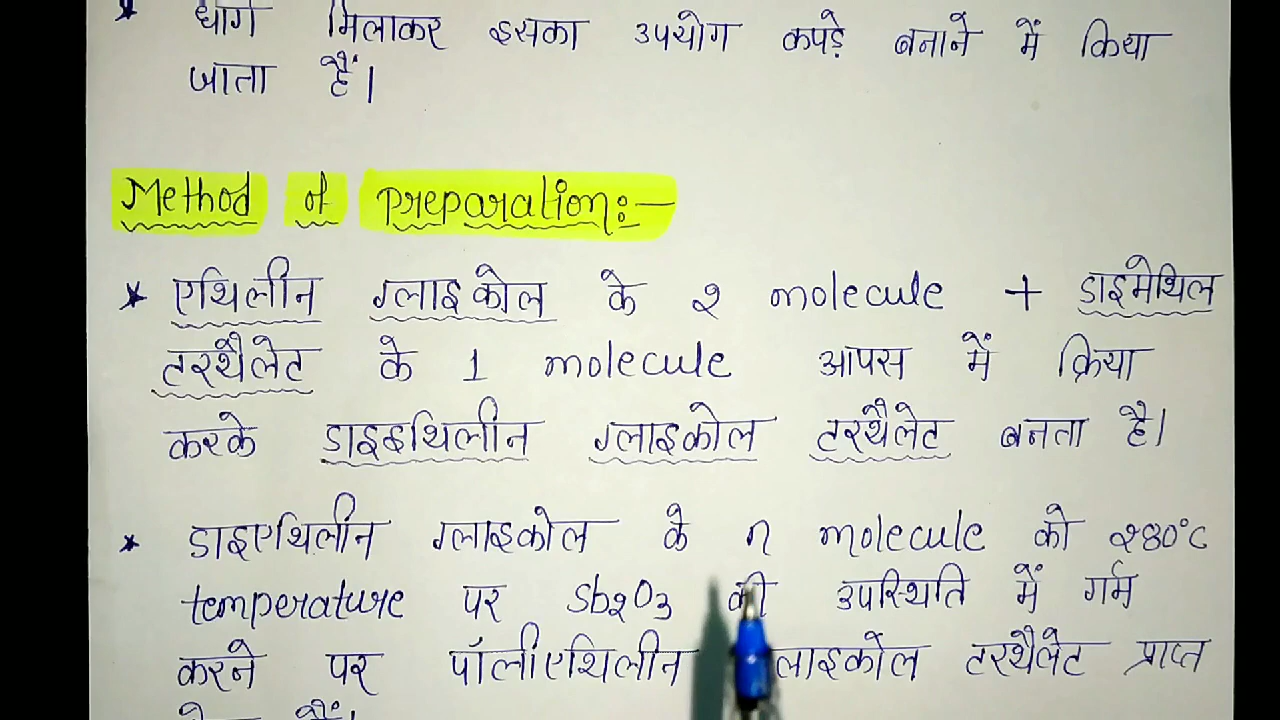 * धागे मिलाकर इसका उपयोग कपड़े बनाने में किया
जाता हैं।
Method of Preparation:—
* एथिलीन ग्लाइकोल के 2 molecule + डाइमेथिल
टरथैलेट के 1 molecule आपस में क्रिया
करके डाइइथिलीन ग्लाइकोल टरथैलेट बनता है।
* डाइएथिलीन ग्लाइकोल के n molecule को 280°C
temperature पर Sb2O3 की उपस्थिति में गर्म
करने पर पॉलीएथिलीन ग्लाइकोल टरथैलेट प्राप्त